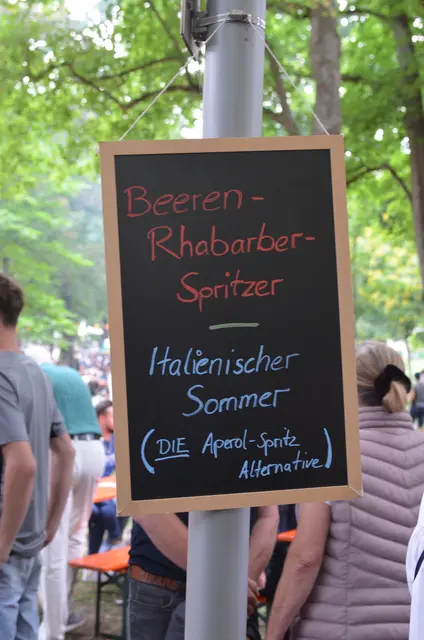 Beeren-
Rhabarber-
Spritzer
Italienischer
Sommer
(DIE Aperol-Spritz
Alternative)